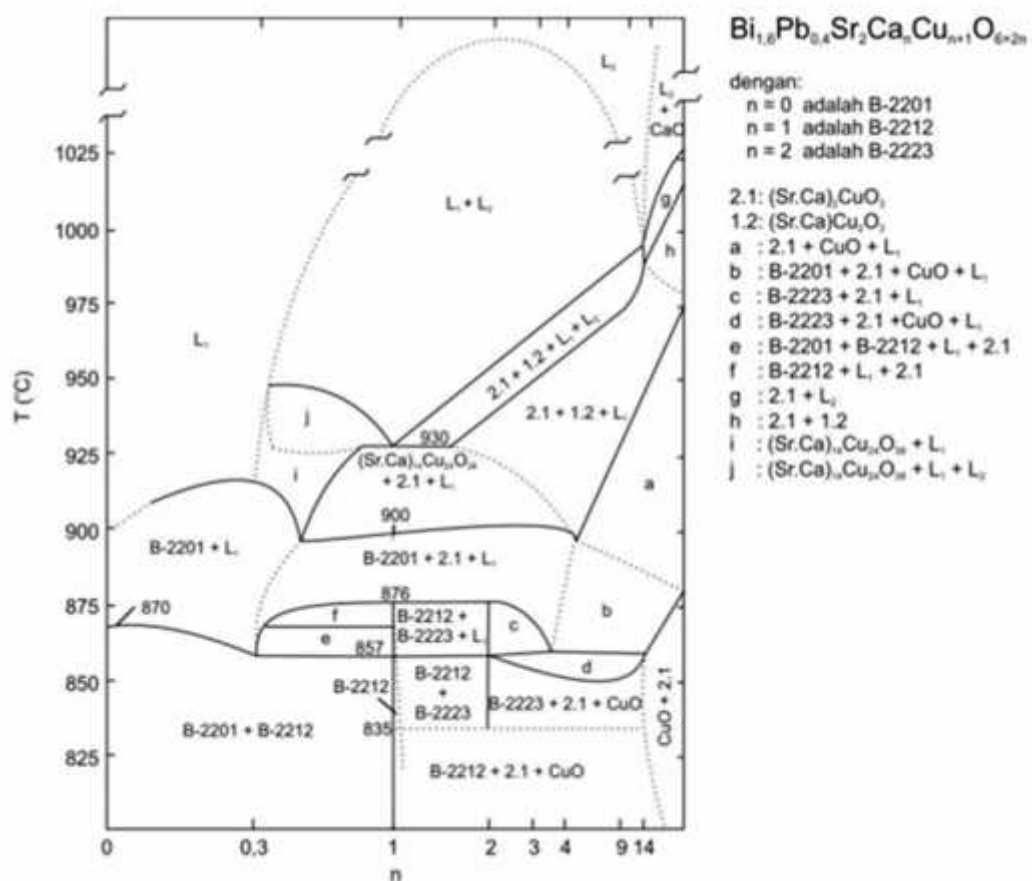 Bi₁,₆Pb₀,₄Sr₂CaₙCuₙ₊₁O₆₊₂ₙ
dengan:
n = 0 adalah B-2201
n = 1 adalah B-2212
n = 2 adalah B-2223
2.1: (Sr.Ca)₂CuO₃
1.2: (Sr.Ca)Cu₂O₃
a : 2.1 + CuO + L₁
b : B-2201 + 2.1 + CuO + L₁
c : B-2223 + 2.1 + L₁
d : B-2223 + 2.1 +CuO + L₁
e : B-2201 + B-2212 + L₁ + 2.1
f : B-2212 + L₁ + 2.1
g : 2.1 + L₂
h : 2.1 + 1.2
i : (Sr.Ca)₁₄Cu₂₄O₃₈ + L₁
j : (Sr.Ca)₁₄Cu₂₄O₃₈ + L₁ + L₂
T (°C)
1025
1000
975
950
925
900
875
850
825
L₂
L₂
+
CaO
L₁ + L₂
g
h
L₁
2.1 + 1.2 + L₁ + L₂
j
930
2.1 + 1.2 + L₁
(Sr.Ca)₁₄Cu₂₄O₃₈
+ 2.1 + L₁
i
a
900
B-2201 + L₁
B-2201 + 2.1 + L₁
870
876
b
f
B-2212 +
B-2223 + L₁
c
e
857
d
B-2212
B-2212
+
B-2223
B-2223 + 2.1 + CuO
CuO + 2.1
B-2201 + B-2212
835
B-2212 + 2.1 + CuO
0
0,3
1
2
3
4
9
14
n